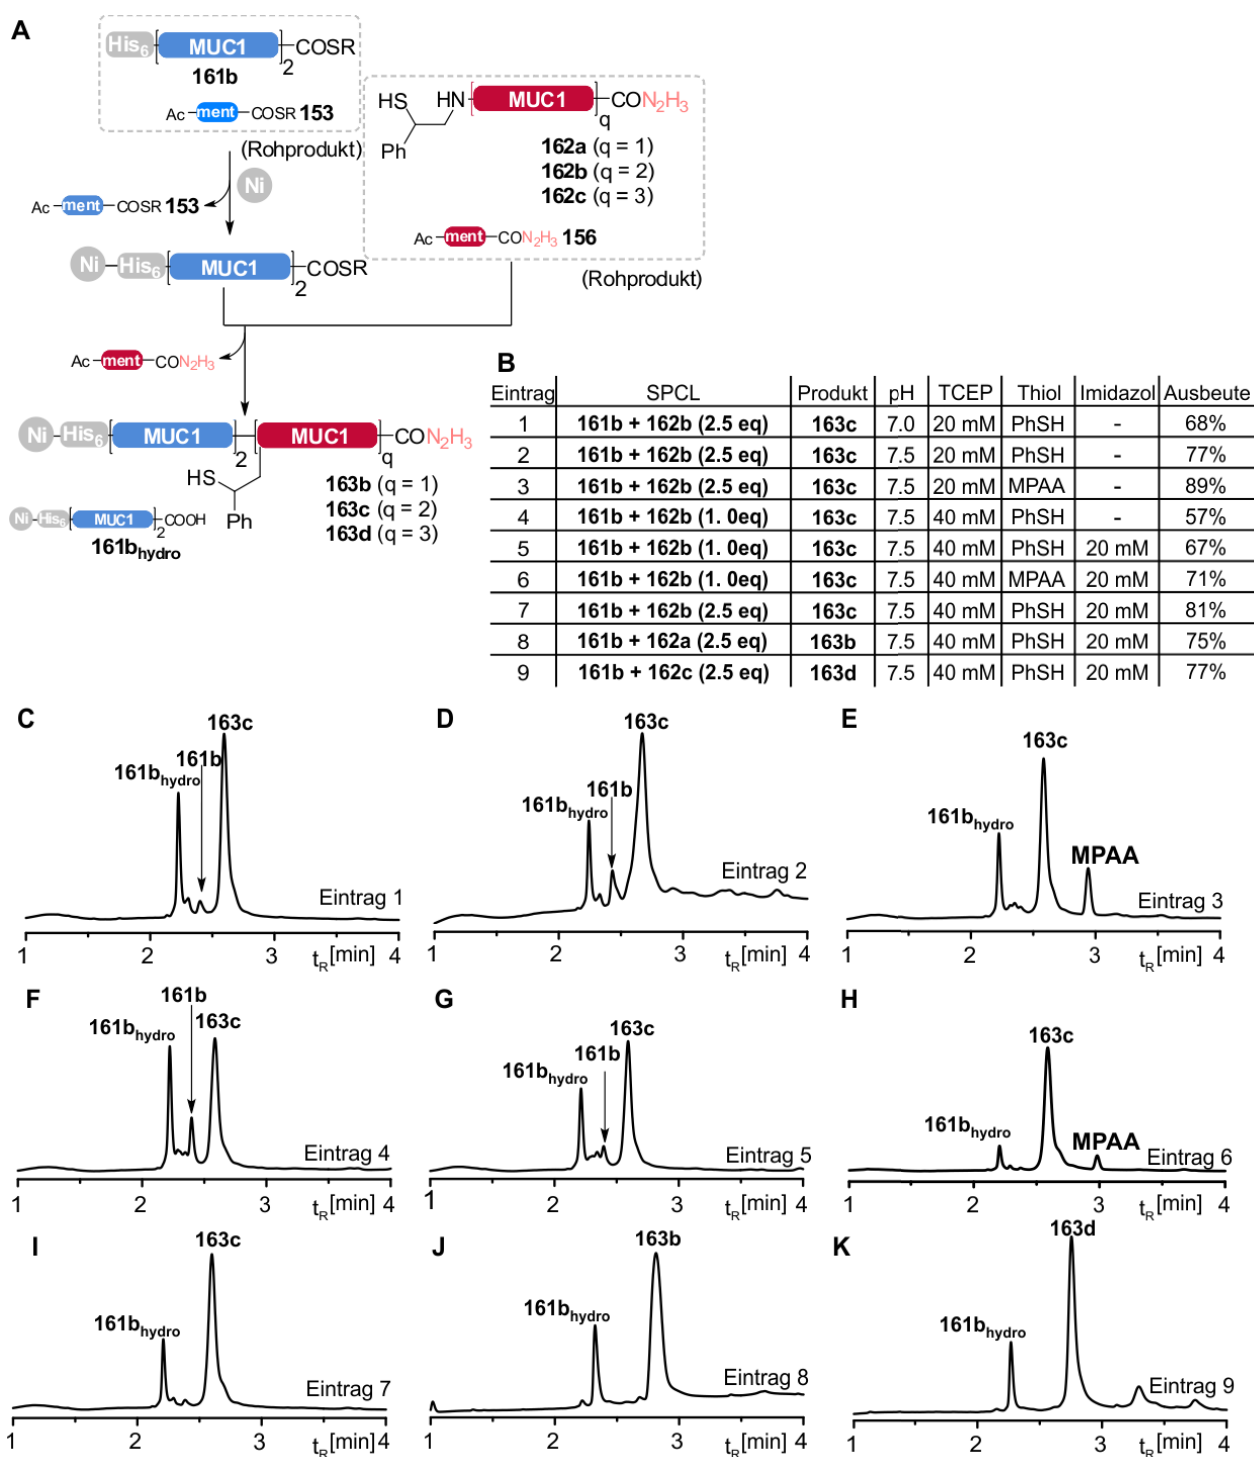 A
His6 [ MUC1 ]2 COSR
161b
Ac ment COSR 153
(Rohprodukt)
HS HN [ MUC1 ]q CON2H3
Ph
162a (q = 1)
162b (q = 2)
162c (q = 3)
Ac ment CON2H3 156
(Rohprodukt)
Ni
Ac ment COSR 153
Ni His6 [ MUC1 ]2 COSR
Ac ment CON2H3
Ni His6 [ MUC1 ]2 [ MUC1 ]q CON2H3
HS
Ph
163b (q = 1)
163c (q = 2)
163d (q = 3)
Ni His6 [ MUC1 ]2 COOH
161bhydro
B
Eintrag SPCL Produkt pH TCEP Thiol Imidazol Ausbeute
1 161b + 162b (2.5 eq) 163c 7.0 20 mM PhSH - 68%
2 161b + 162b (2.5 eq) 163c 7.5 20 mM PhSH - 77%
3 161b + 162b (2.5 eq) 163c 7.5 20 mM MPAA - 89%
4 161b + 162b (1. 0eq) 163c 7.5 40 mM PhSH - 57%
5 161b + 162b (1. 0eq) 163c 7.5 40 mM PhSH 20 mM 67%
6 161b + 162b (1. 0eq) 163c 7.5 40 mM MPAA 20 mM 71%
7 161b + 162b (2.5 eq) 163c 7.5 40 mM PhSH 20 mM 81%
8 161b + 162a (2.5 eq) 163b 7.5 40 mM PhSH 20 mM 75%
9 161b + 162c (2.5 eq) 163d 7.5 40 mM PhSH 20 mM 77%
C
163c
161b
161bhydro
Eintrag 1
1 2 3 tR[min] 4
D
163c
161b
161bhydro
Eintrag 2
1 2 3 tR[min] 4
E
163c
161bhydro
MPAA
Eintrag 3
1 2 3 tR[min] 4
F
161b
163c
161bhydro
Eintrag 4
1 2 3 tR[min] 4
G
163c
161b
161bhydro
Eintrag 5
1 2 3 tR[min] 4
H
163c
161bhydro
MPAA
Eintrag 6
1 2 3 tR[min] 4
I
163c
161bhydro
Eintrag 7
1 2 3 tR[min] 4
J
163b
161bhydro
Eintrag 8
1 2 3 tR[min] 4
K
163d
161bhydro
Eintrag 9
1 2 3 tR[min] 4